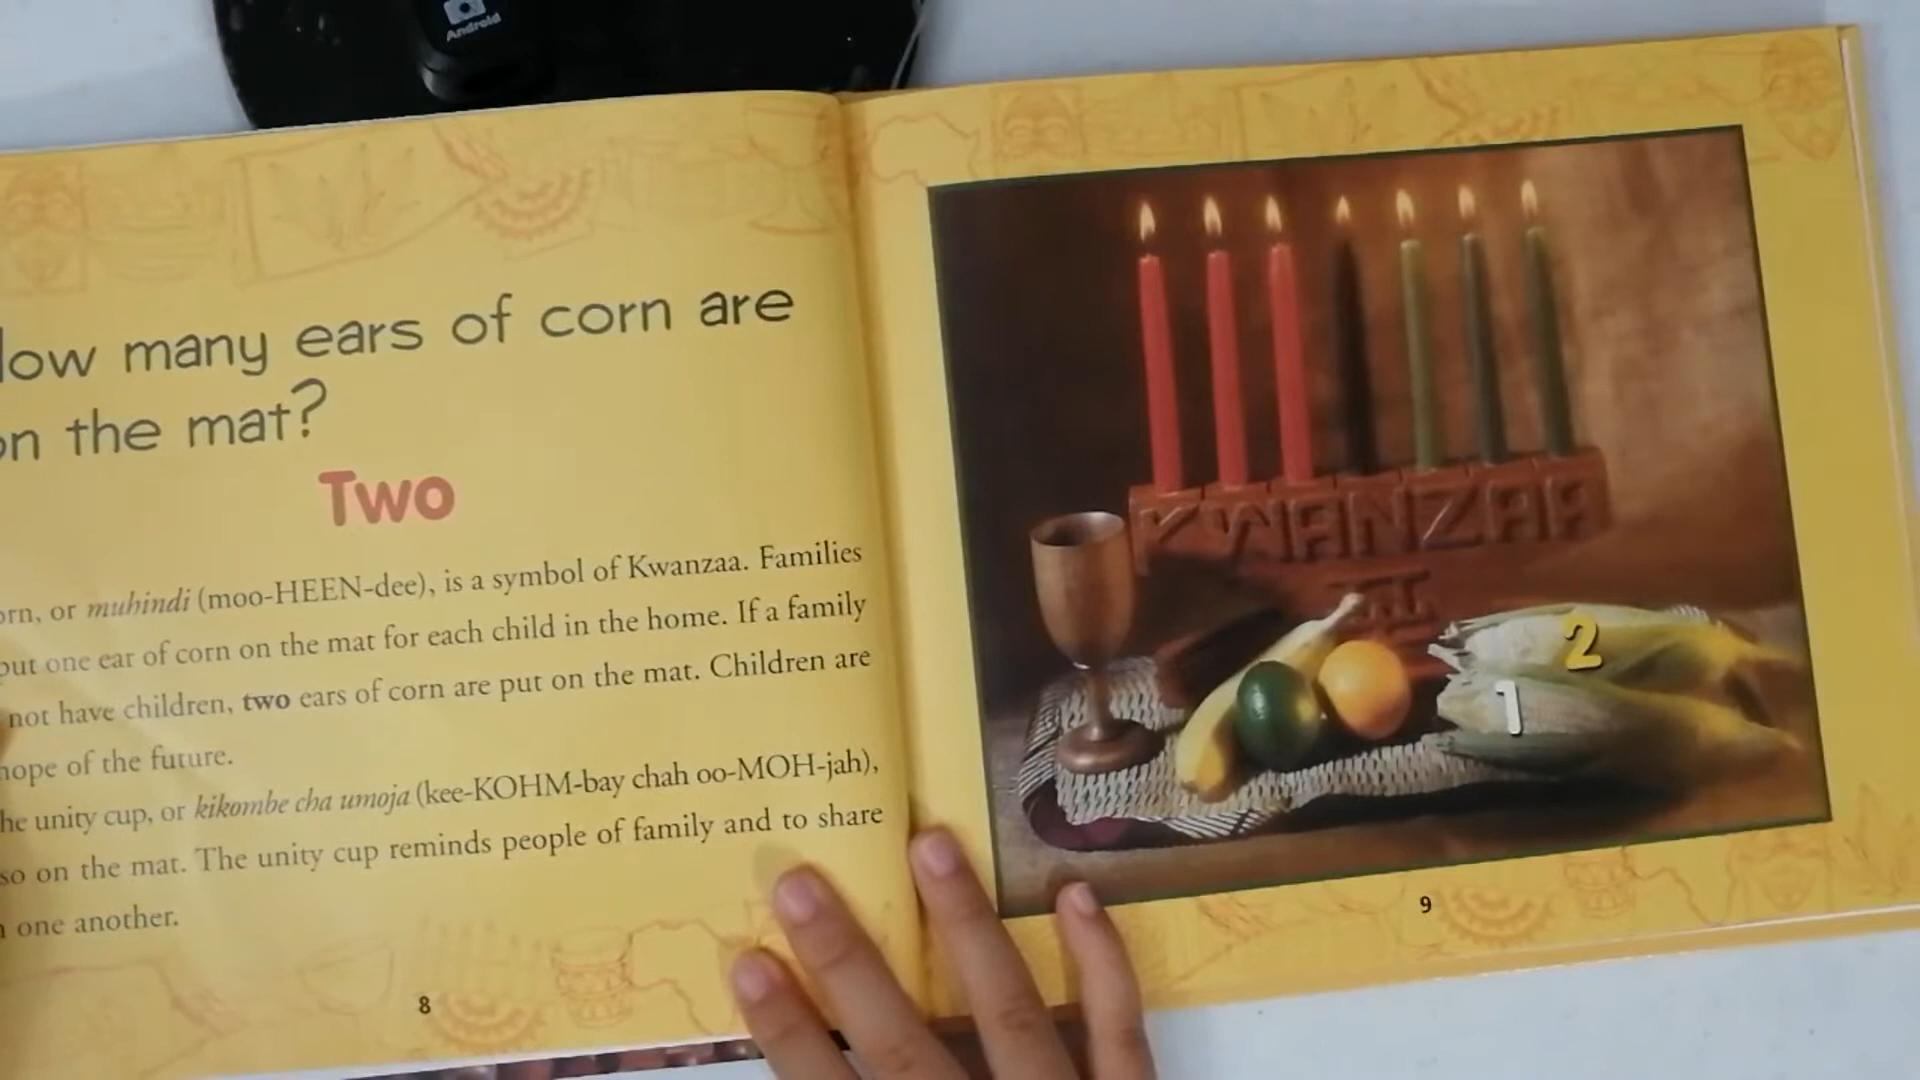 Android
How many ears of corn are
on the mat?
Two
orn, or muhindi (moo-HEEN-dee), is a symbol of Kwanzaa. Families
put one ear of corn on the mat for each child in the home. If a family
not have children, two ears of corn are put on the mat. Children are
hope of the future.
he unity cup, or kikombe cha umoja (kee-KOHM-bay chah oo-MOH-jah),
so on the mat. The unity cup reminds people of family and to share
one another.
8
KWANZAA
2
1
9